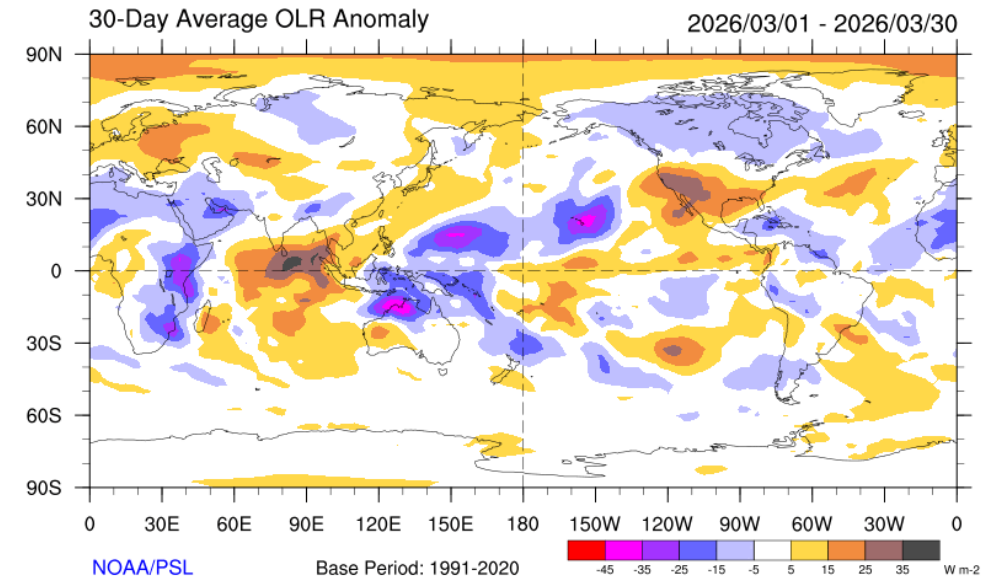 30-Day Average OLR Anomaly 2026/03/01 - 2026/03/30
90N
60N
30N
0
30S
60S
90S
0 30E 60E 90E 120E 150E 180 150W 120W 90W 60W 30W 0
NOAA/PSL Base Period: 1991-2020
-45 -35 -25 -15 -5 5 15 25 35 W m-2